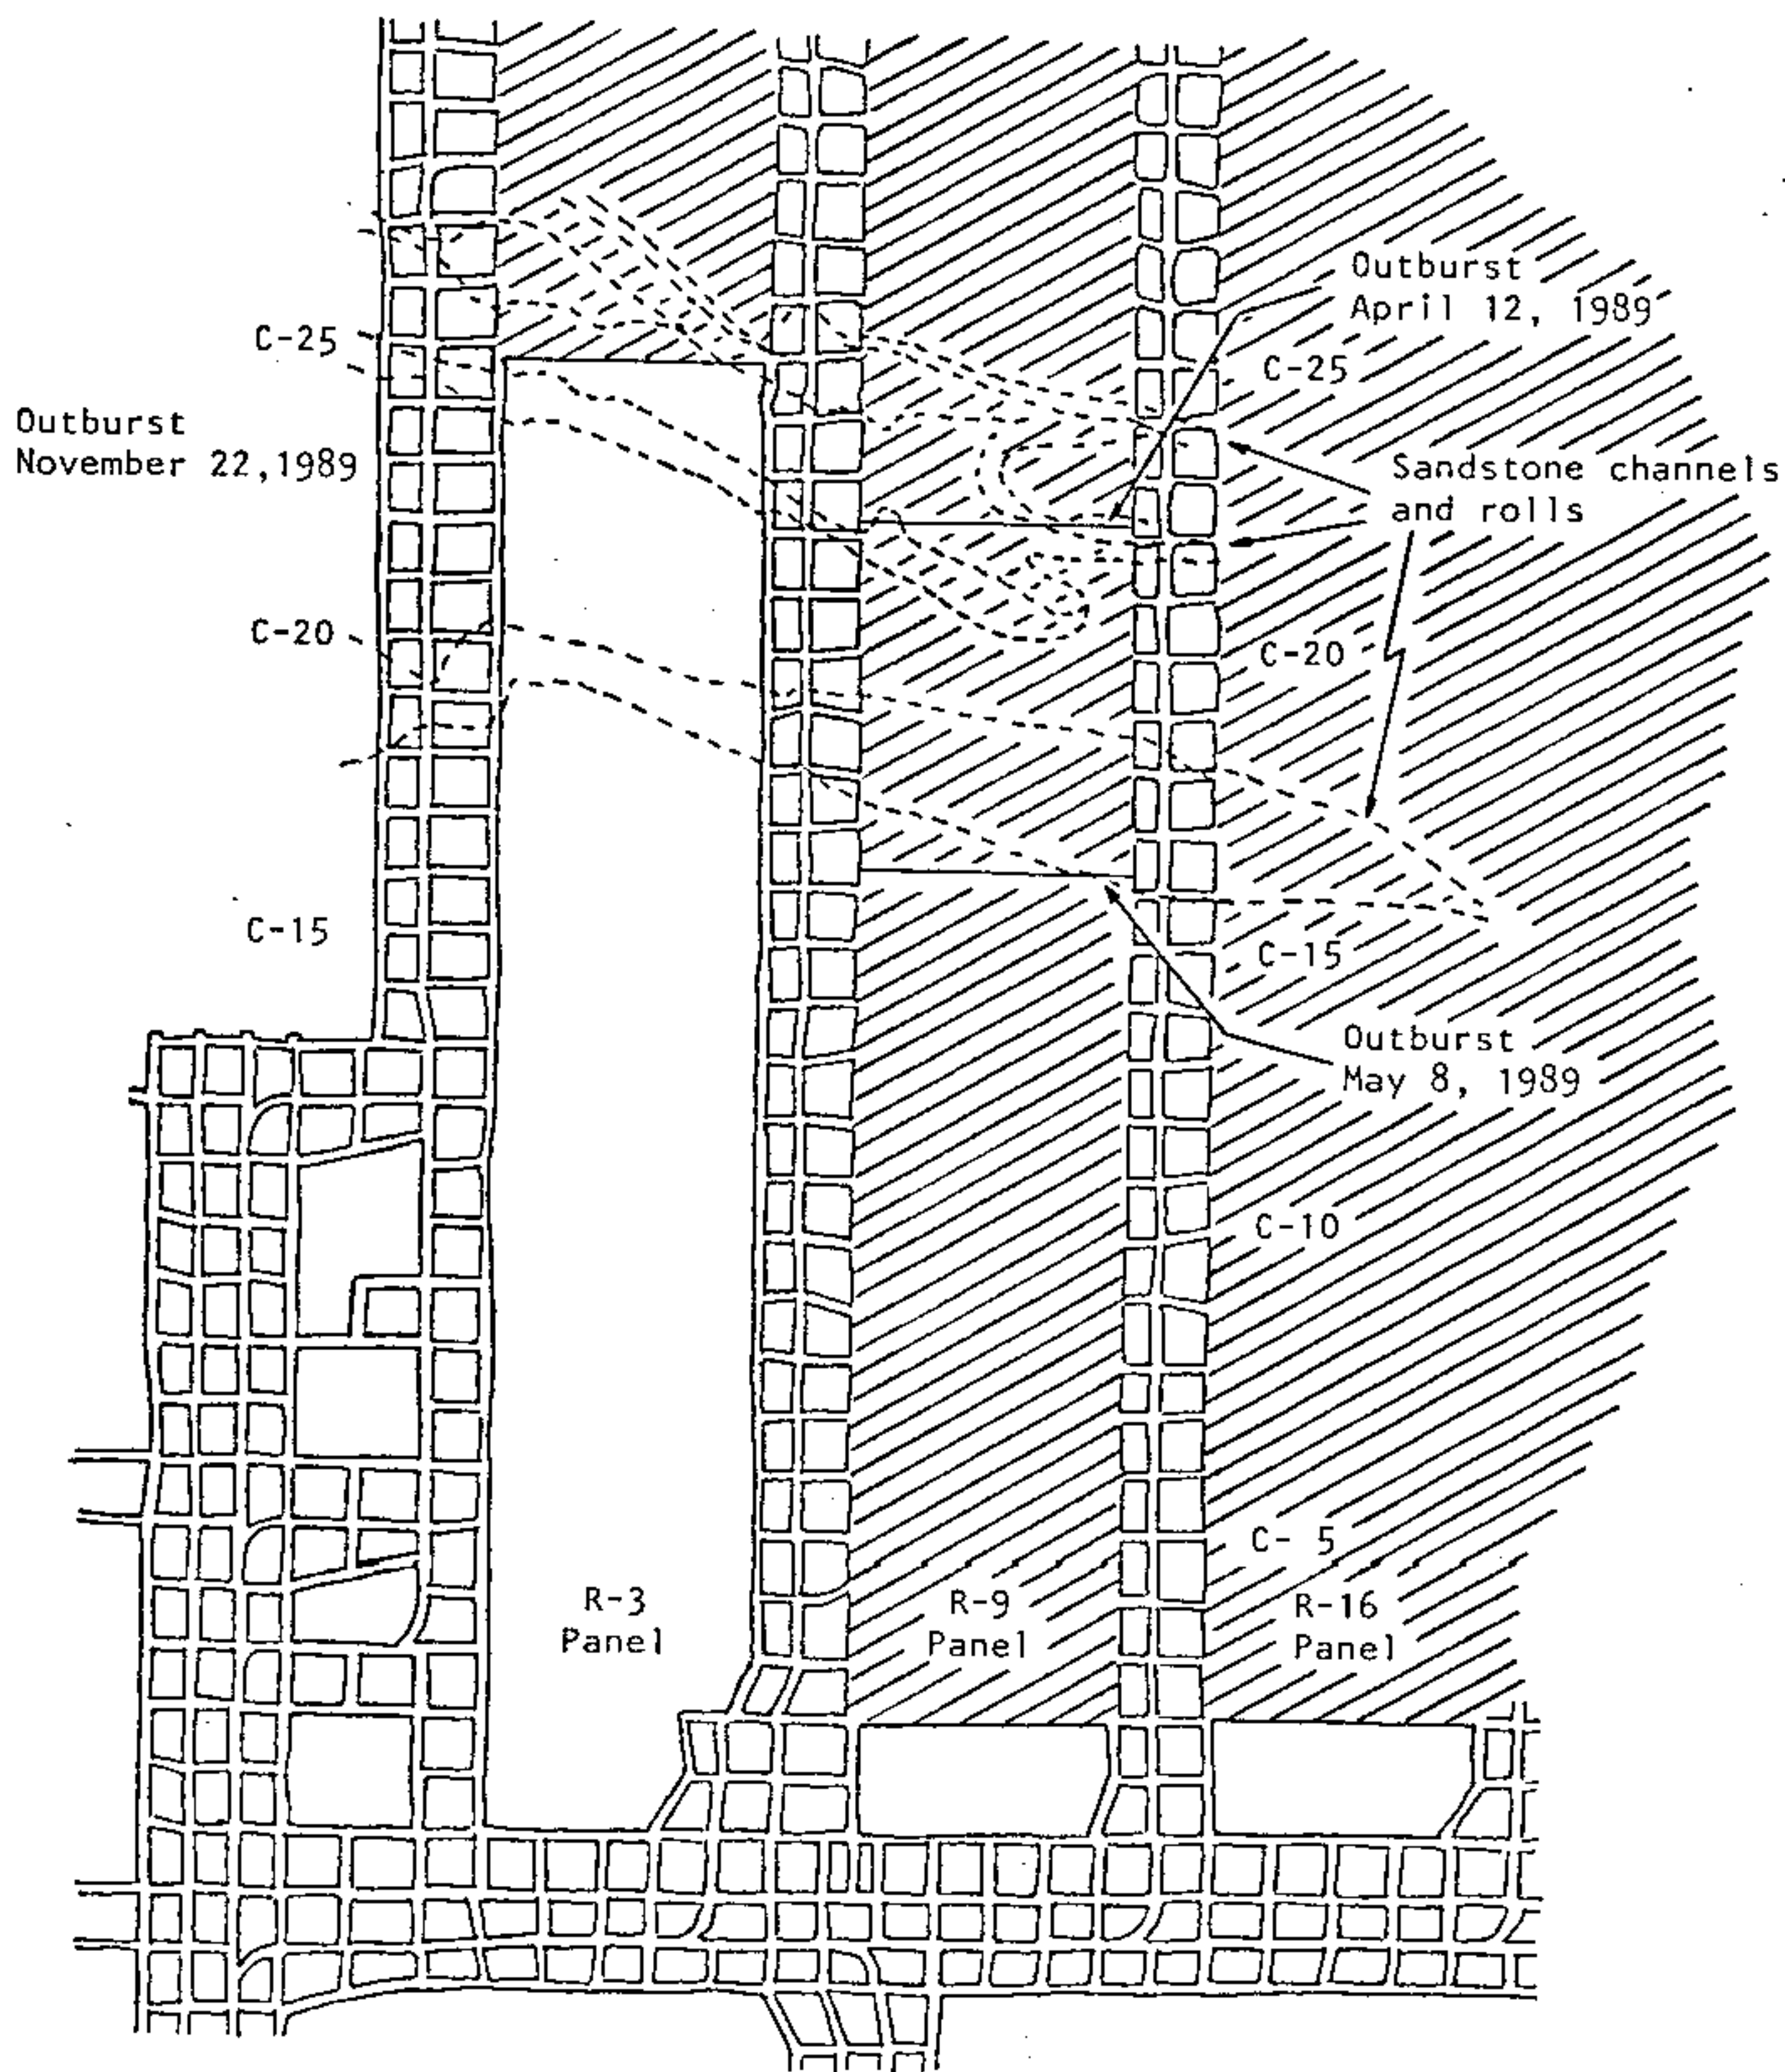 Outburst
April 12, 1989
C-25
C-25
Outburst
November 22,1989
Sandstone channels
and rolls
C-20
C-20
C-15
C-15
Outburst
May 8, 1989
C-10
C- 5
R-3
Panel
R-9
Panel
R-16
Panel